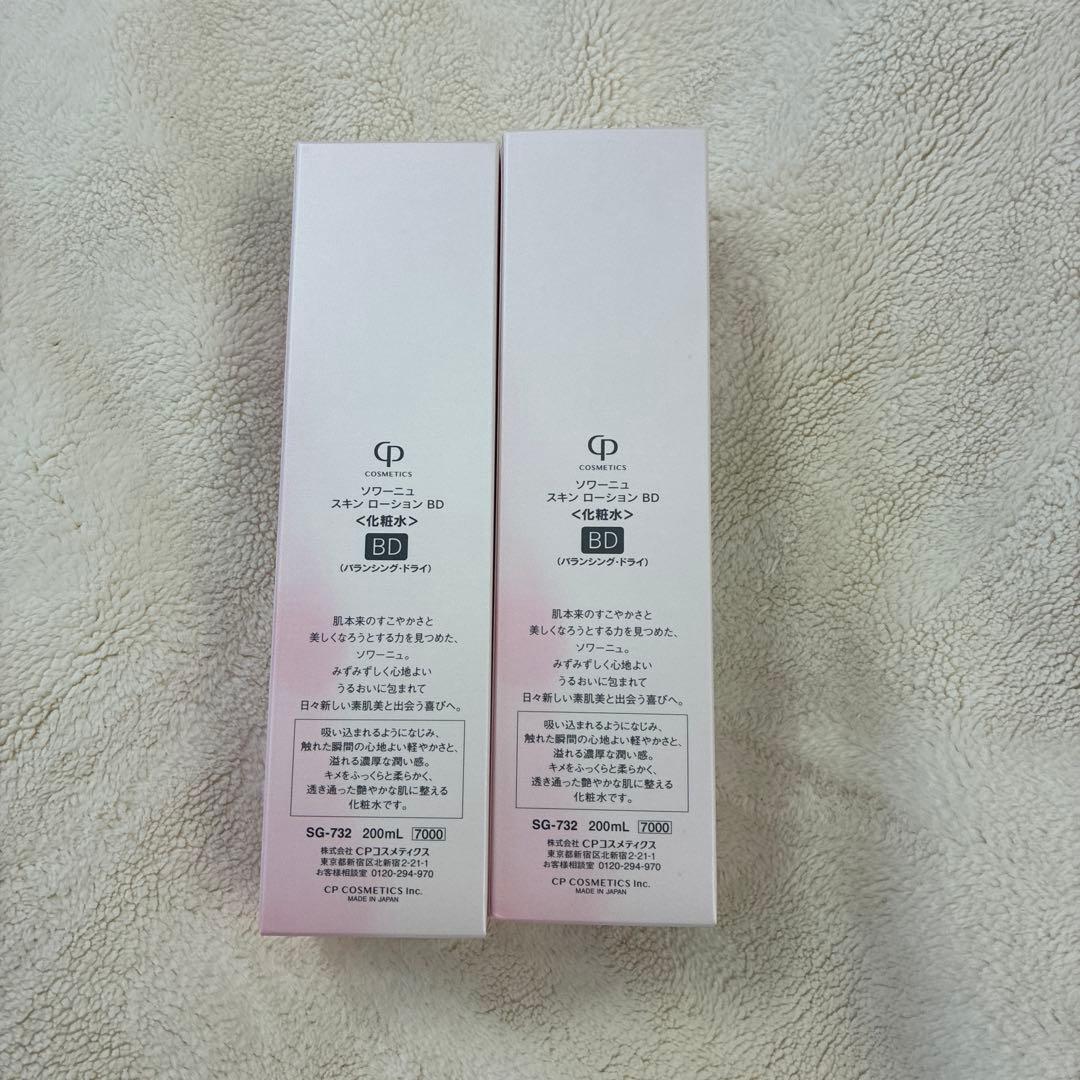 CP
COSMETICS
ソワーニュ
スキン ローション BD
<化粧水>
BD
(バランシング・ドライ)
肌本来のすこやかさと
美しくなろうとする力を見つめた、
ソワーニュ。
みずみずしく心地よい
うるおいに包まれて
日々新しい素肌美と出会う喜びへ。
吸い込まれるようになじみ、
触れた瞬間の心地よい軽やかさと、
溢れる濃厚な潤い感。
キメをふっくらと柔らかく、
透き通った艶やかな肌に整える
化粧水です。
SG-732 200mL 7000
株式会社 CPコスメティクス
東京都新宿区北新宿2-21-1
お客様相談室 0120-294-970
CP COSMETICS Inc.
MADE IN JAPAN
CP
COSMETICS
ソワーニュ
スキン ローション BD
<化粧水>
BD
(バランシング・ドライ)
肌本来のすこやかさと
美しくなろうとする力を見つめた、
ソワーニュ。
みずみずしく心地よい
うるおいに包まれて
日々新しい素肌美と出会う喜びへ。
吸い込まれるようになじみ、
触れた瞬間の心地よい軽やかさと、
溢れる濃厚な潤い感。
キメをふっくらと柔らかく、
透き通った艶やかな肌に整える
化粧水です。
SG-732 200mL 7000
株式会社 CPコスメティクス
東京都新宿区北新宿2-21-1
お客様相談室 0120-294-970
CP COSMETICS Inc.
MADE IN JAPAN